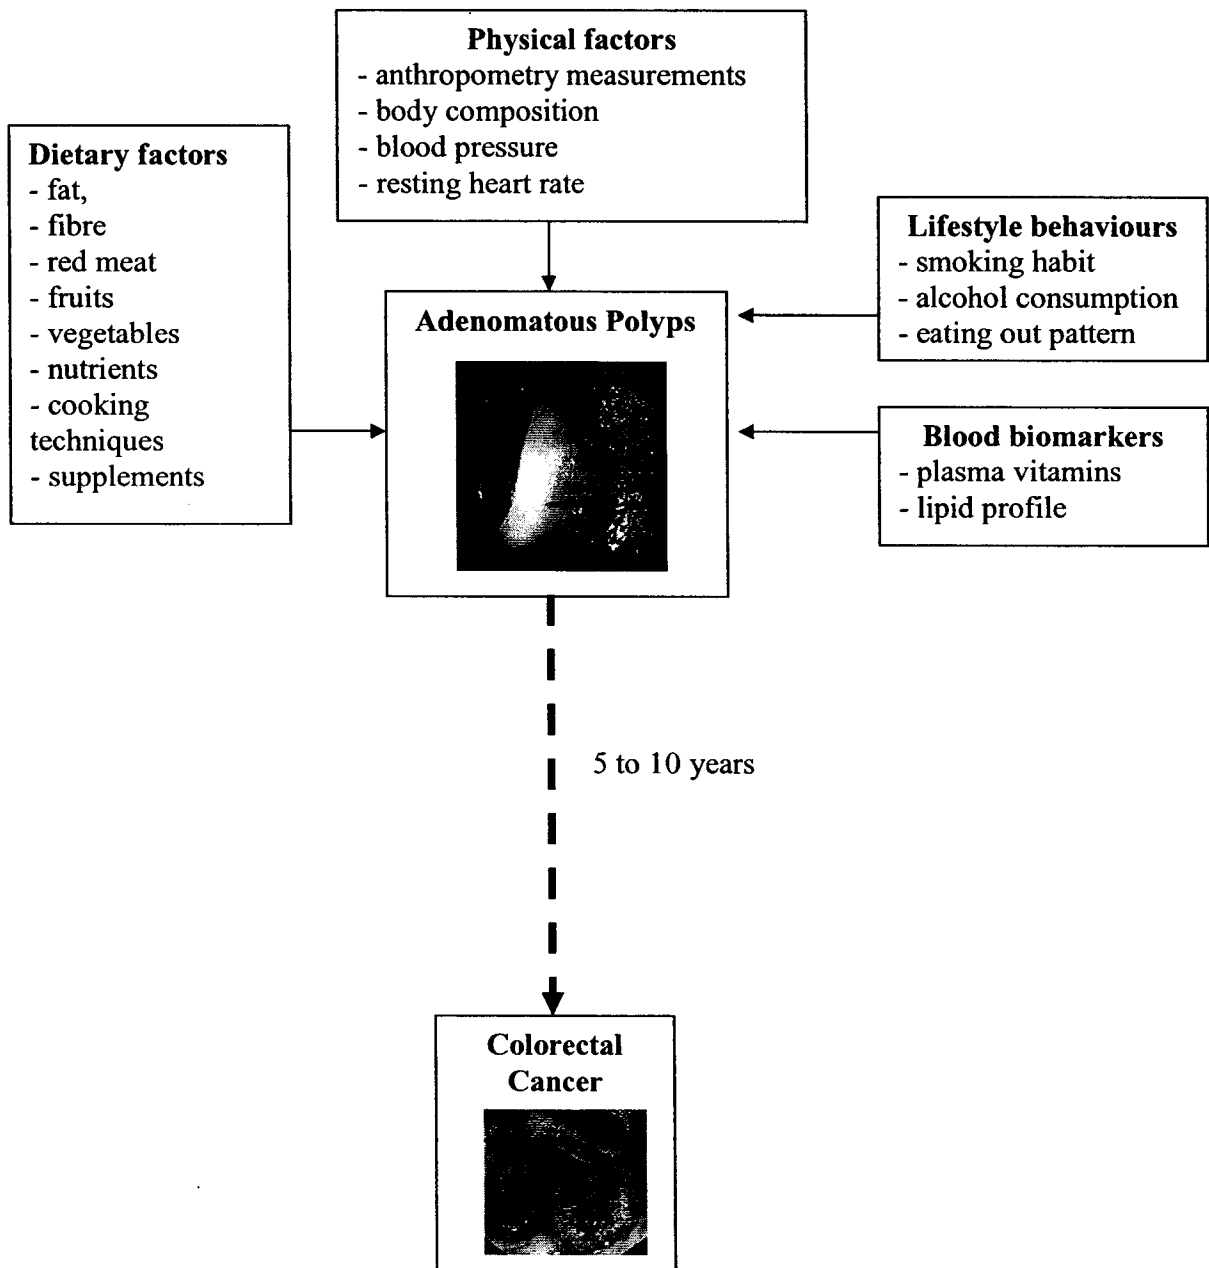 Physical factors
- anthropometry measurements
- body composition
- blood pressure
- resting heart rate
Dietary factors
- fat,
- fibre
- red meat
- fruits
- vegetables
- nutrients
- cooking
techniques
- supplements
Lifestyle behaviours
- smoking habit
- alcohol consumption
- eating out pattern
Adenomatous Polyps
Blood biomarkers
- plasma vitamins
- lipid profile
5 to 10 years
Colorectal
Cancer